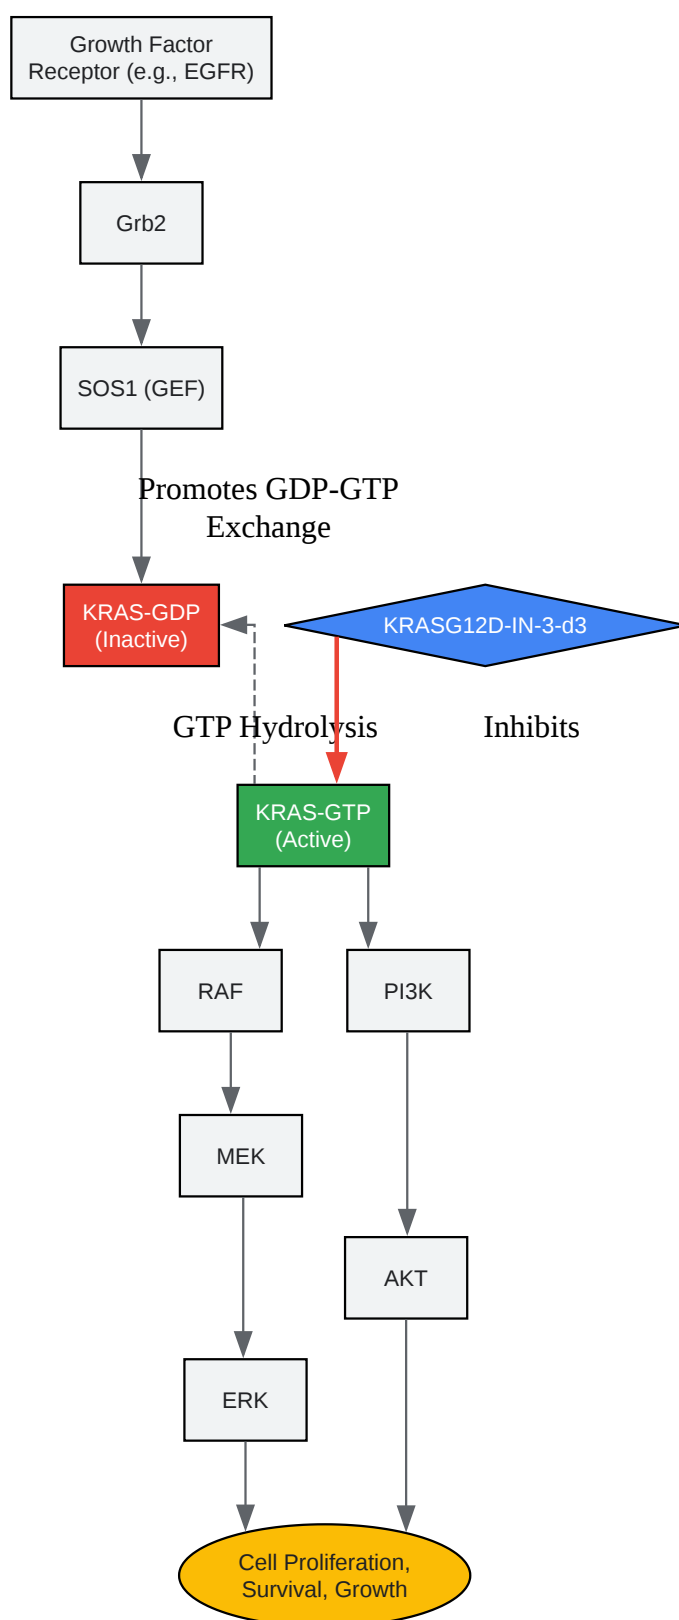 Growth Factor
Receptor (e.g., EGFR)
Grb2
SOS1 (GEF)
Promotes GDP-GTP
Exchange
KRAS-GDP
(Inactive)
KRASG12D-IN-3-d3
GTP Hydrolysis
Inhibits
KRAS-GTP
(Active)
RAF
PI3K
MEK
AKT
ERK
Cell Proliferation,
Survival, Growth